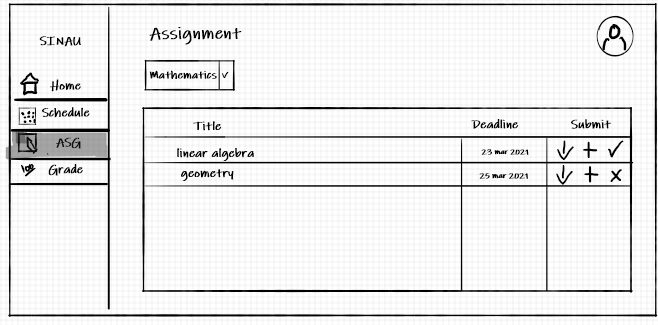 SINAU
Home
Schedule
ASG
100 Grade
Assignment
Mathematics
Title Deadline Submit
linear algebra 23 mar 2021
geometry 25 mar 2021